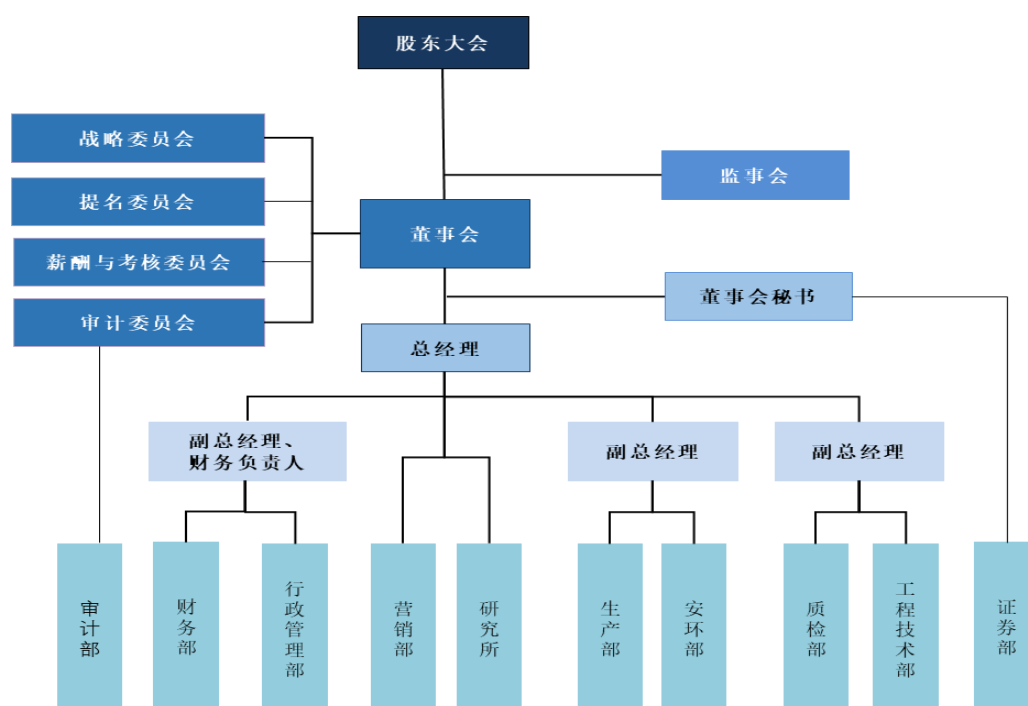 股东大会
战略委员会
监事会
提名委员会
董事会
薪酬与考核委员会
董事会秘书
审计委员会
总经理
副总经理、
财务负责人
副总经理
副总经理
审计部
财务部
行政管理部
营销部
研究所
生产部
安环部
质检部
工程技术部
证券部